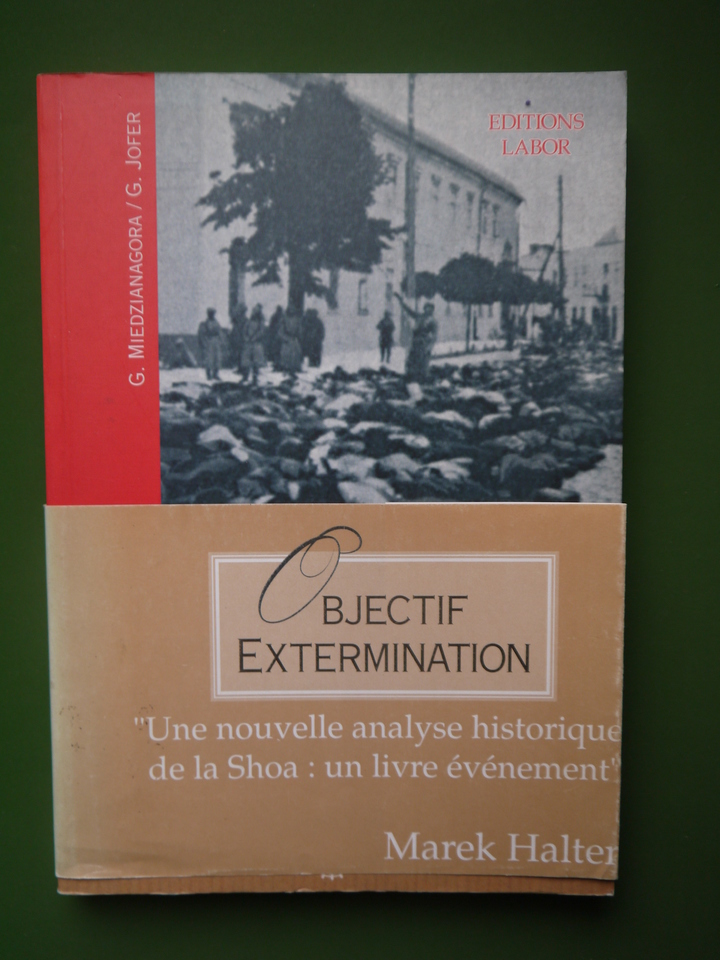 G. MIEDZIANAGORA / G. JOFER
EDITIONS
LABOR
OBJECTIF
EXTERMINATION
"Une nouvelle analyse historique
de la Shoa : un livre événement"
Marek Halter